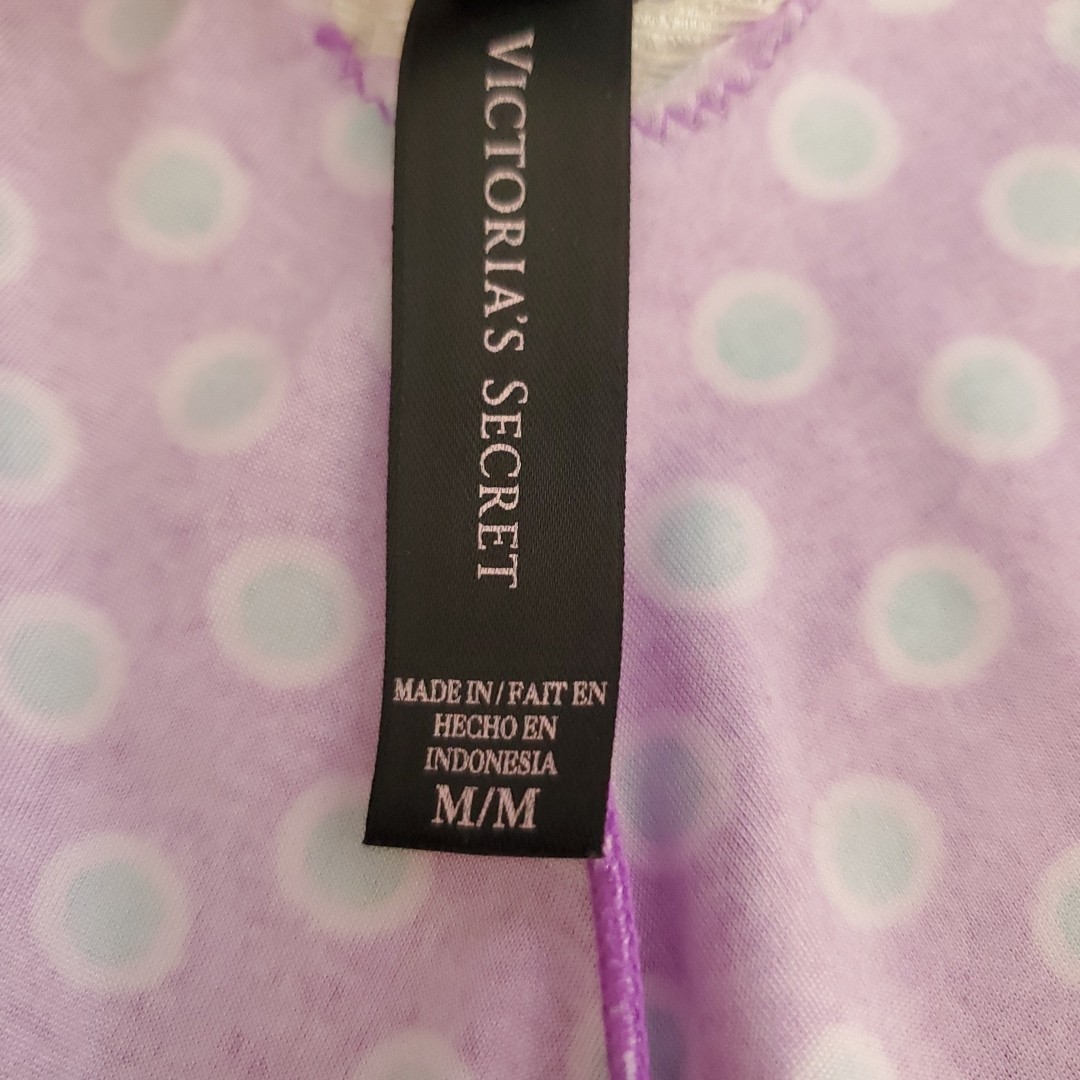 VICTORIA'S SECRET
MADE IN / FAIT EN
HECHO EN
INDONESIA
M/M